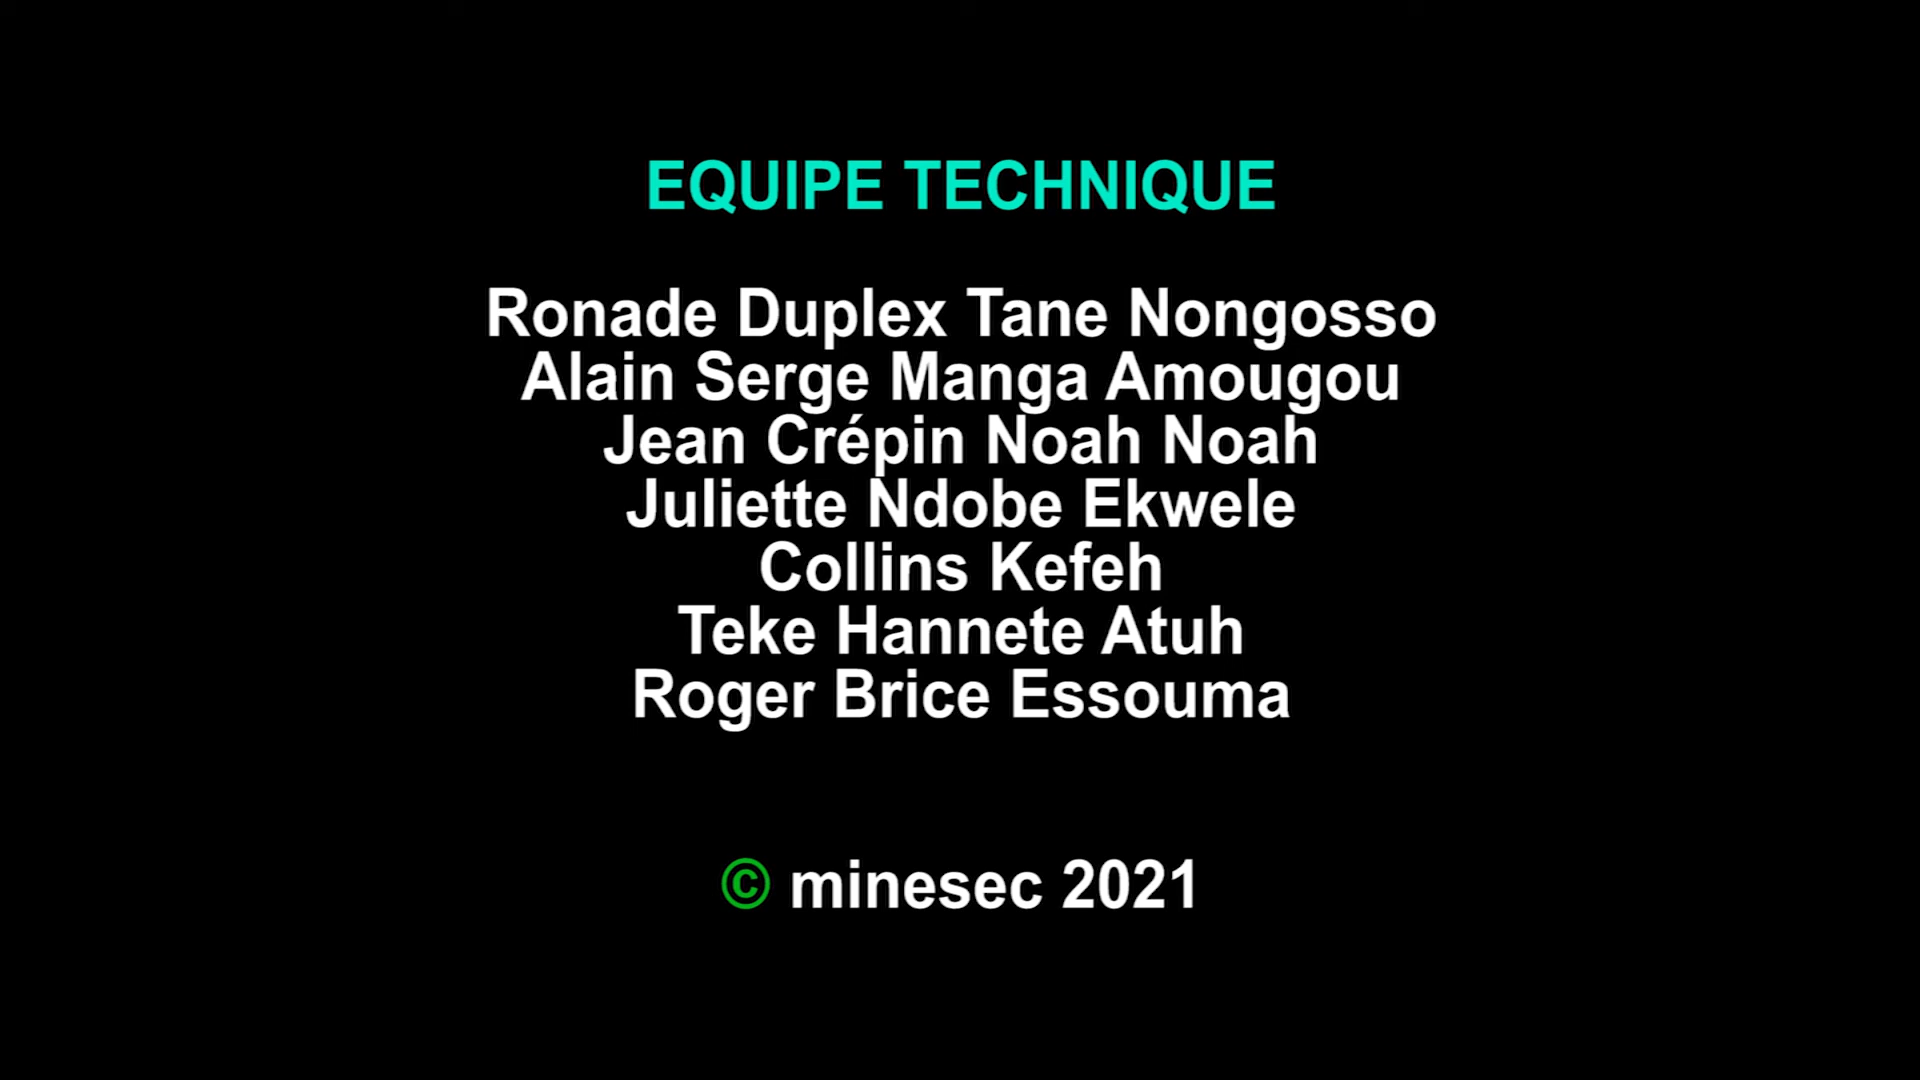 EQUIPE TECHNIQUE
Ronade Duplex Tane Nongosso
Alain Serge Manga Amougou
Jean Crépin Noah Noah
Juliette Ndobe Ekwele
Collins Kefeh
Teke Hannete Atuh
Roger Brice Essouma
© minesec 2021